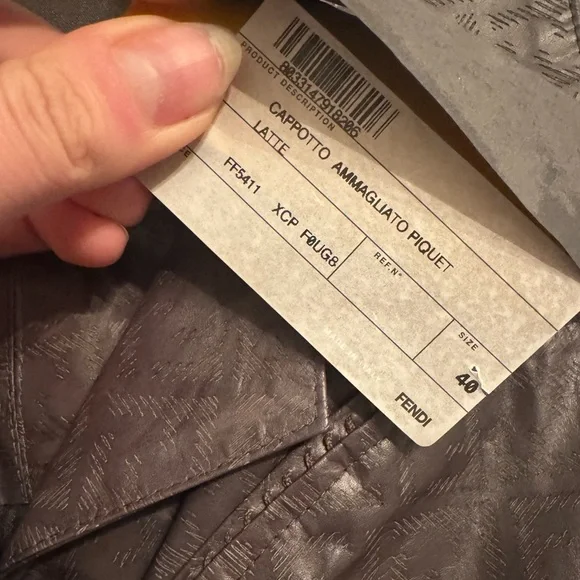 8033147918206
PRODUCT DESCRIPTION
CAPPOTTO AMMAGLIATO PIQUET
LATTE
FF5411 XCP F0UG8
REF.N°
SIZE
40
FENDI